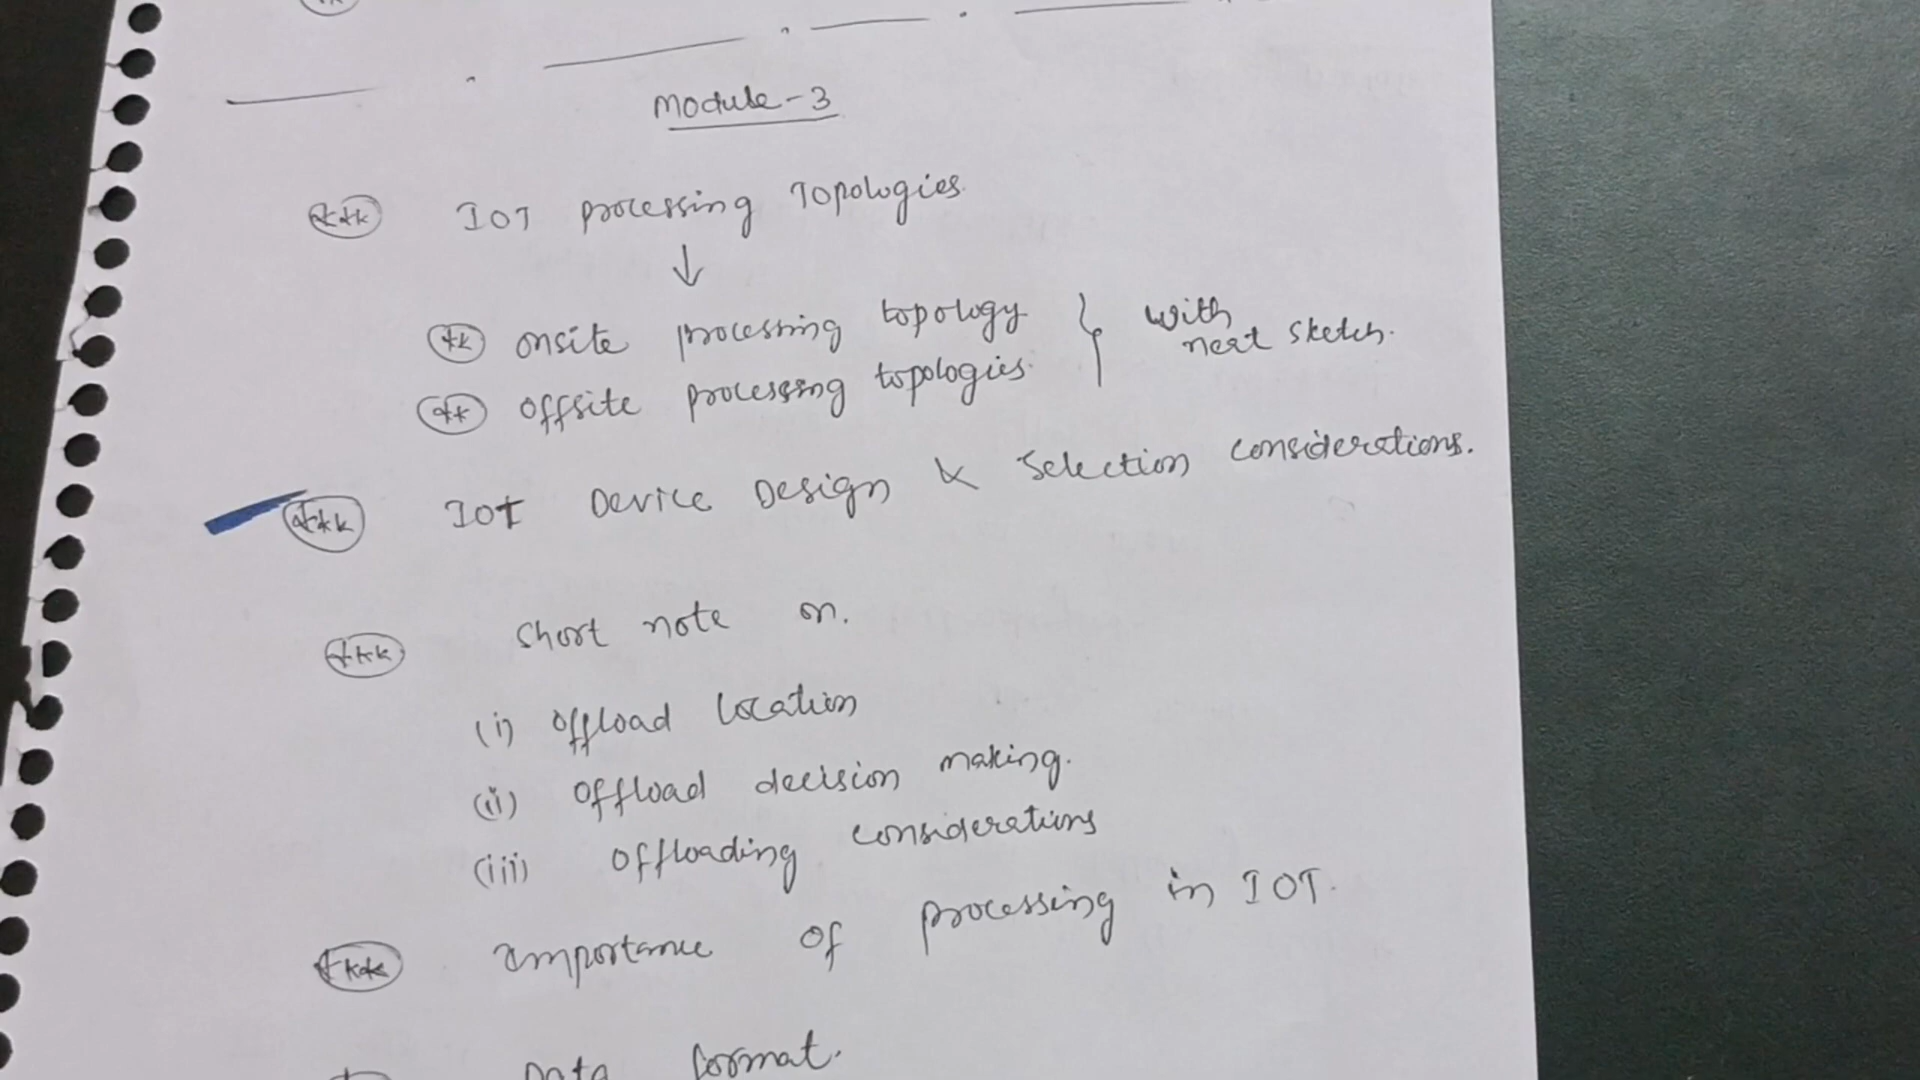 Module-3
*** IOT processing Topologies.
↓
** onsite processing topology } with
neat sketch.
** offsite processing topologies.
*** IOT Device Design & Selection considerations.
*** Short note on.
(i) offload location
(ii) offload decision making.
(iii) offloading considerations
*** Importance of processing in IOT.
Data format.